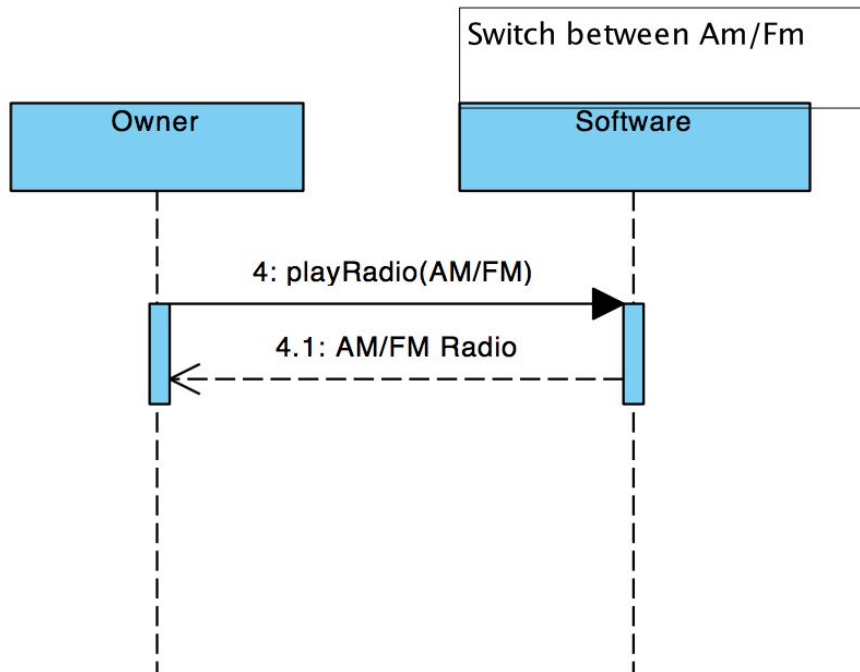 Switch between Am/Fm
Owner
Software
4: playRadio(AM/FM)
4.1: AM/FM Radio